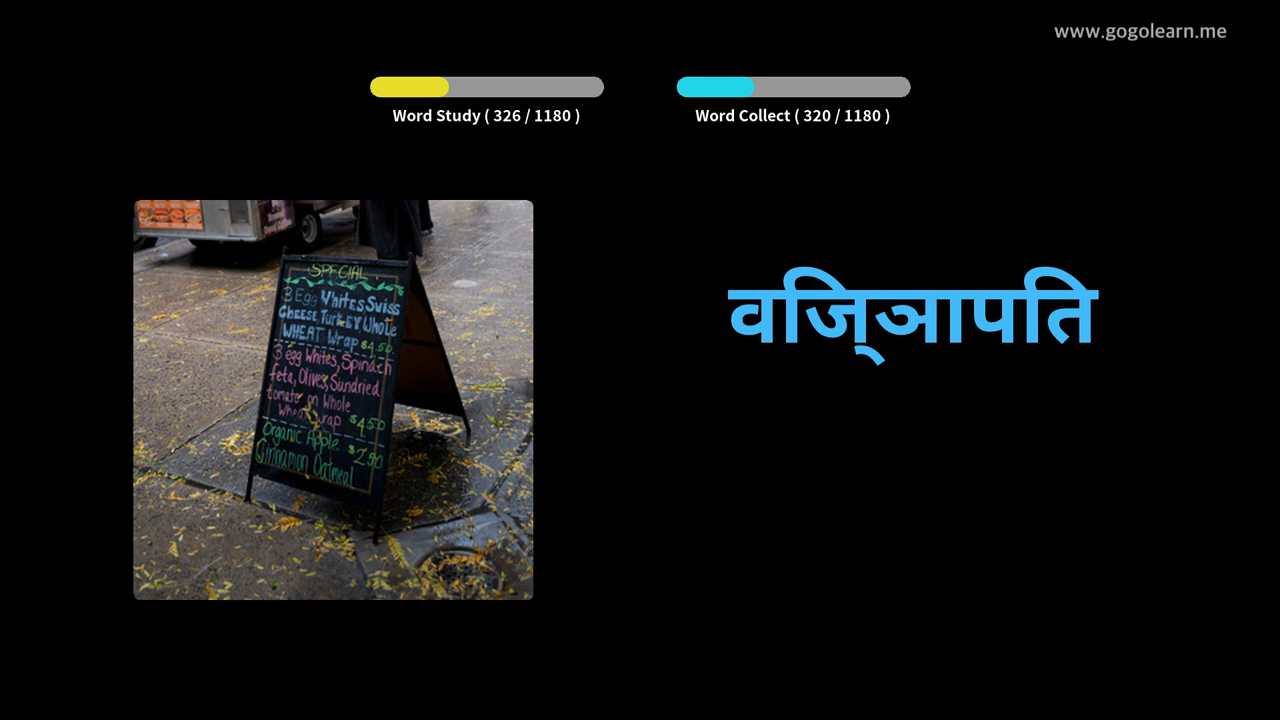 www.gogolearn.me
Word Study ( 326 / 1180 )
Word Collect ( 320 / 1180 )
वजि्ञापति
SPECIAL
3 Egg Whites, Swiss
Cheese, Turkey Whole
WHEAT Wrap $4.50
3 egg Whites, Spinach
feta, Olives, Sundried
tomato on Whole
Wheat wrap $4.50
Organic Apple
Cinnamon Oatmeal $2.50